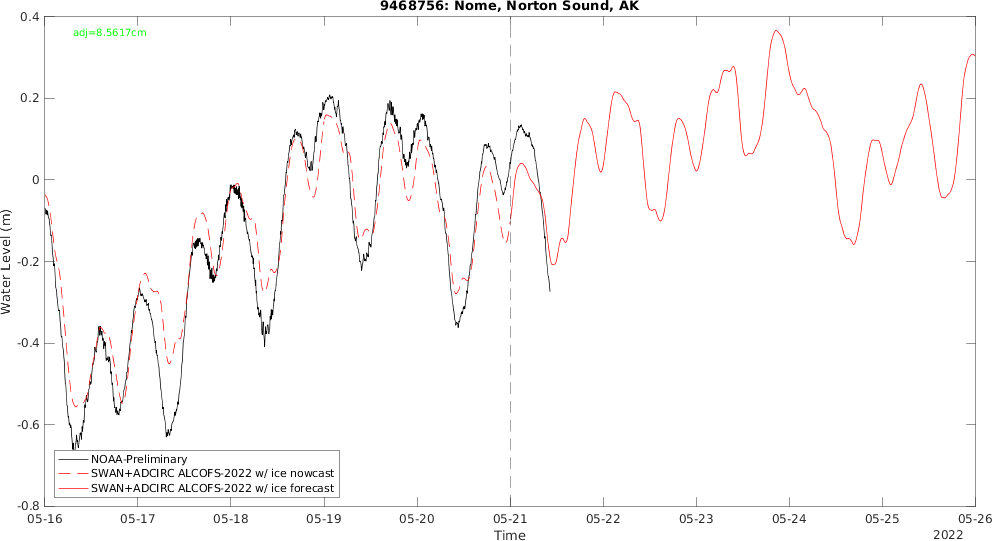 9468756: Nome, Norton Sound, AK
adj=8.5617cm
0.4
0.2
0
-0.2
-0.4
-0.6
-0.8
Water Level (m)
NOAA-Preliminary
SWAN+ADCIRC ALCOFS-2022 w/ ice nowcast
SWAN+ADCIRC ALCOFS-2022 w/ ice forecast
05-16 05-17 05-18 05-19 05-20 05-21 05-22 05-23 05-24 05-25 05-26
Time
2022